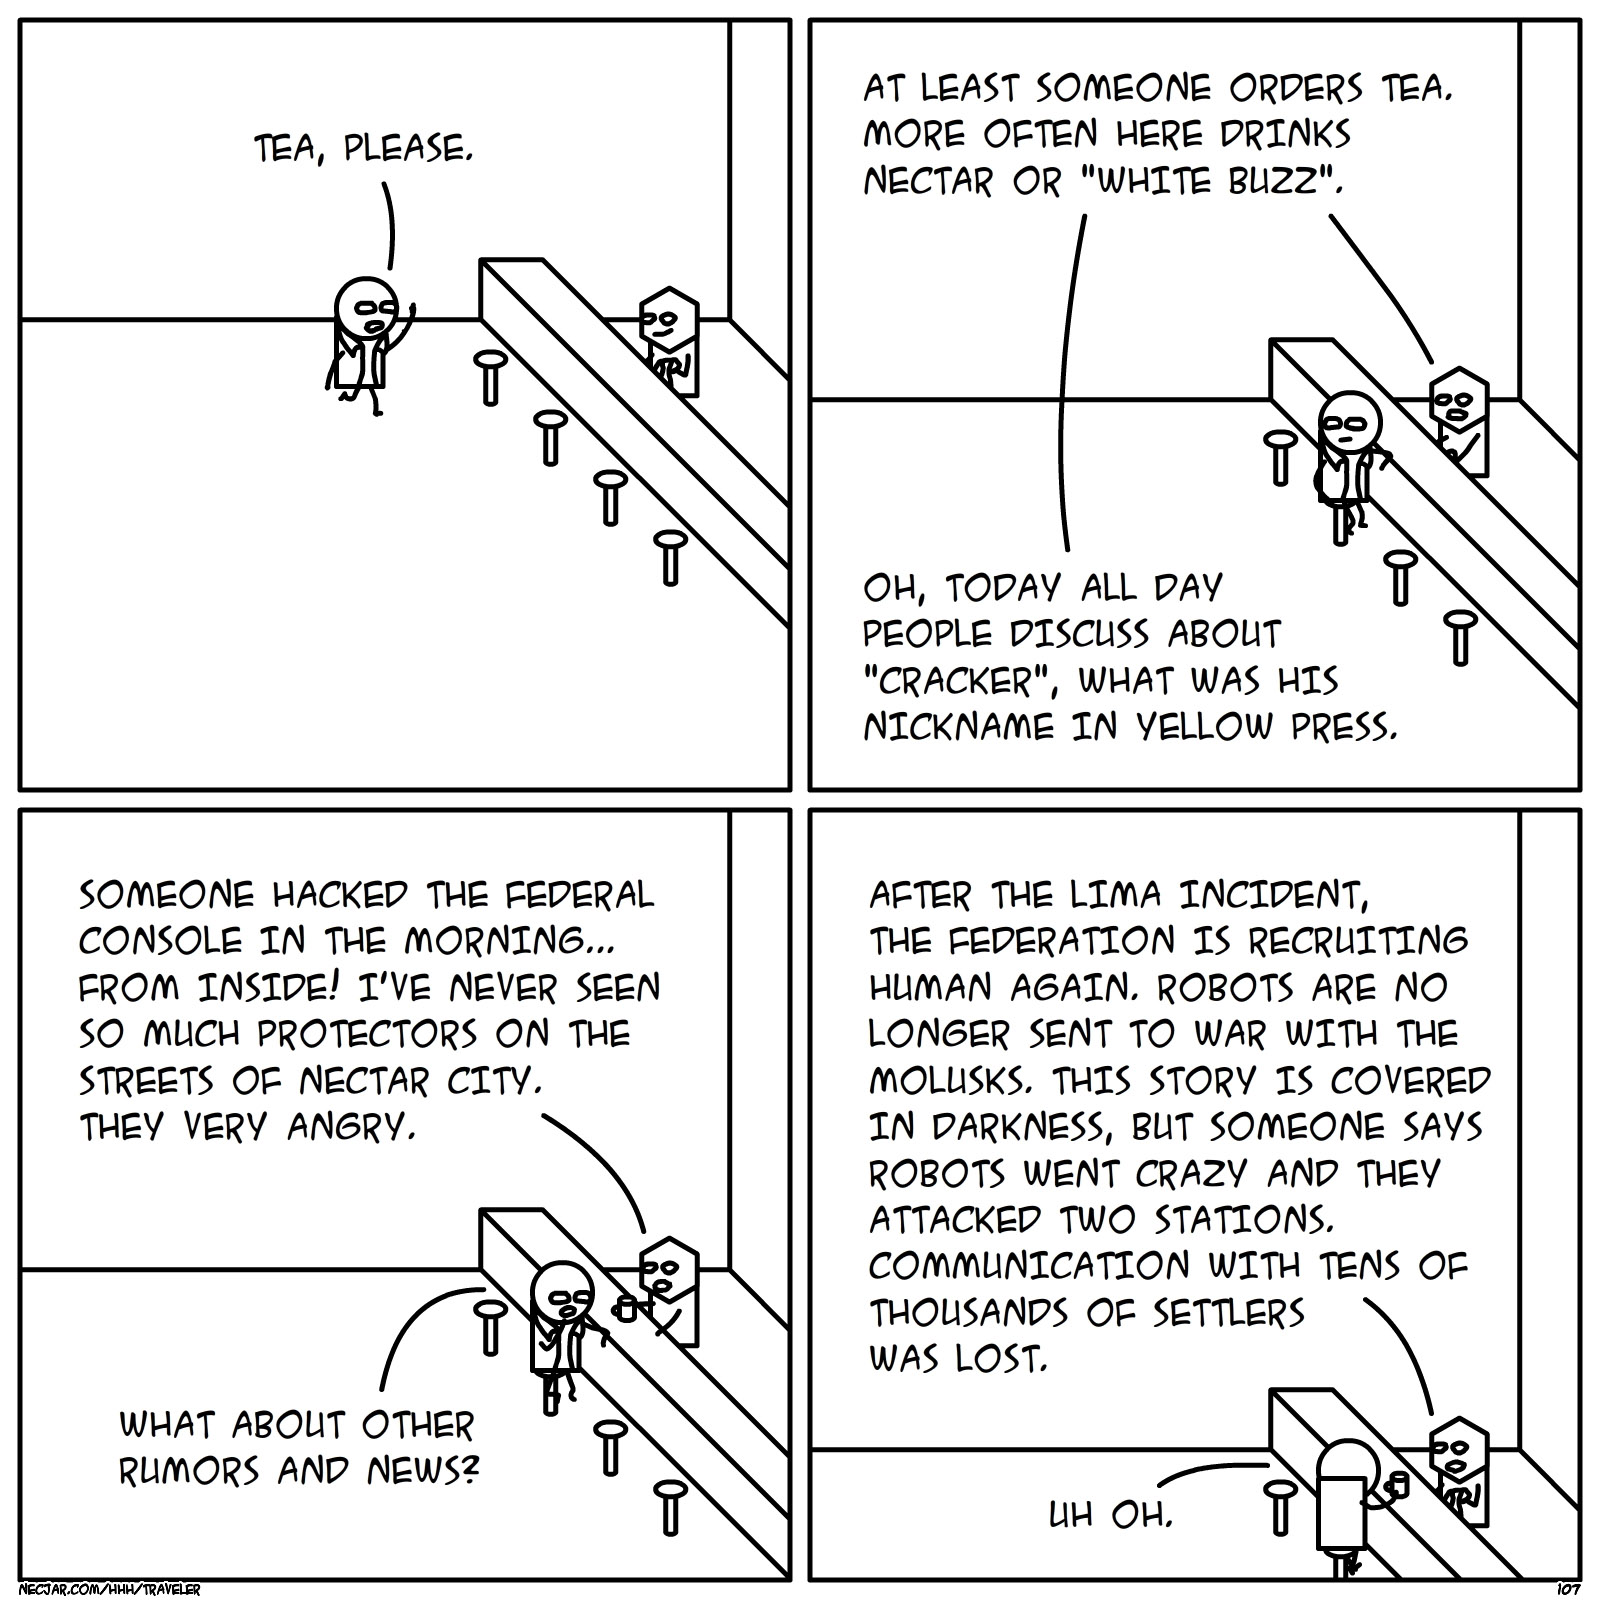 TEA, PLEASE.
AT LEAST SOMEONE ORDERS TEA.
MORE OFTEN HERE DRINKS
NECTAR OR "WHITE BUZZ".
OH, TODAY ALL DAY
PEOPLE DISCUSS ABOUT
"CRACKER", WHAT WAS HIS
NICKNAME IN YELLOW PRESS.
SOMEONE HACKED THE FEDERAL
CONSOLE IN THE MORNING...
FROM INSIDE! I'VE NEVER SEEN
SO MUCH PROTECTORS ON THE
STREETS OF NECTAR CITY.
THEY VERY ANGRY.
WHAT ABOUT OTHER
RUMORS AND NEWS?
AFTER THE LIMA INCIDENT,
THE FEDERATION IS RECRUITING
HUMAN AGAIN. ROBOTS ARE NO
LONGER SENT TO WAR WITH THE
MOLUSKS. THIS STORY IS COVERED
IN DARKNESS, BUT SOMEONE SAYS
ROBOTS WENT CRAZY AND THEY
ATTACKED TWO STATIONS.
COMMUNICATION WITH TENS OF
THOUSANDS OF SETTLERS
WAS LOST.
UH OH.
NECJAR.COM/HHH/TRAVELER
107